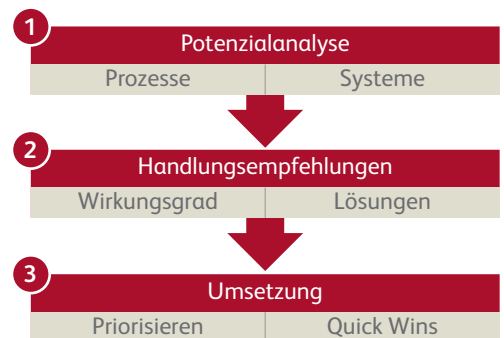 1
Potenzialanalyse
Prozesse Systeme
2
Handlungsempfehlungen
Wirkungsgrad Lösungen
3
Umsetzung
Priorisieren Quick Wins